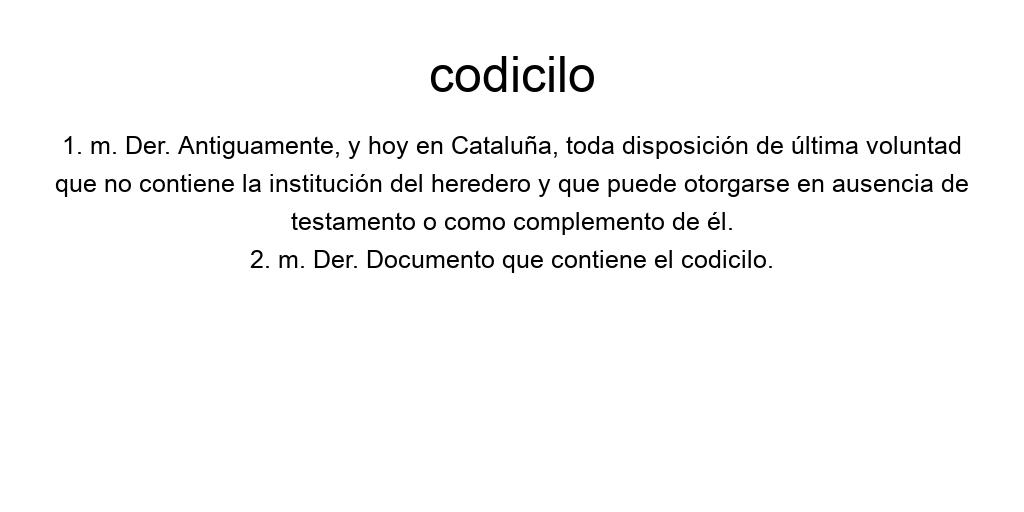 codicilo
1. m. Der. Antiguamente, y hoy en Cataluña, toda disposición de última voluntad
que no contiene la institución del heredero y que puede otorgarse en ausencia de
testamento o como complemento de él.
2. m. Der. Documento que contiene el codicilo.